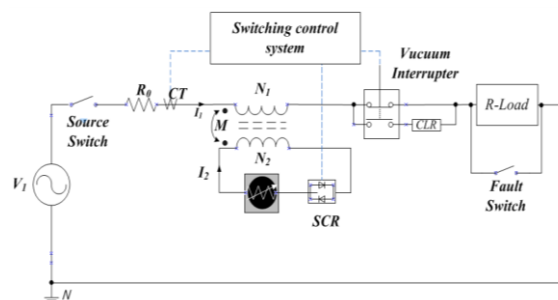 Switching control
system
Vacuum
Interrupter
R₀
CT
N₁
I₁
M
R-Load
CLR
Source
Switch
N₂
I₂
V₁
SCR
Fault
Switch
N